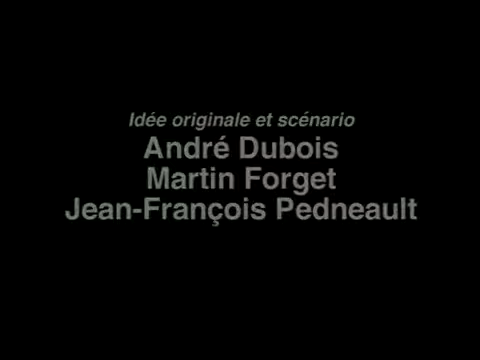 Idée originale et scénario
André Dubois
Martin Forget
Jean-François Pedneault